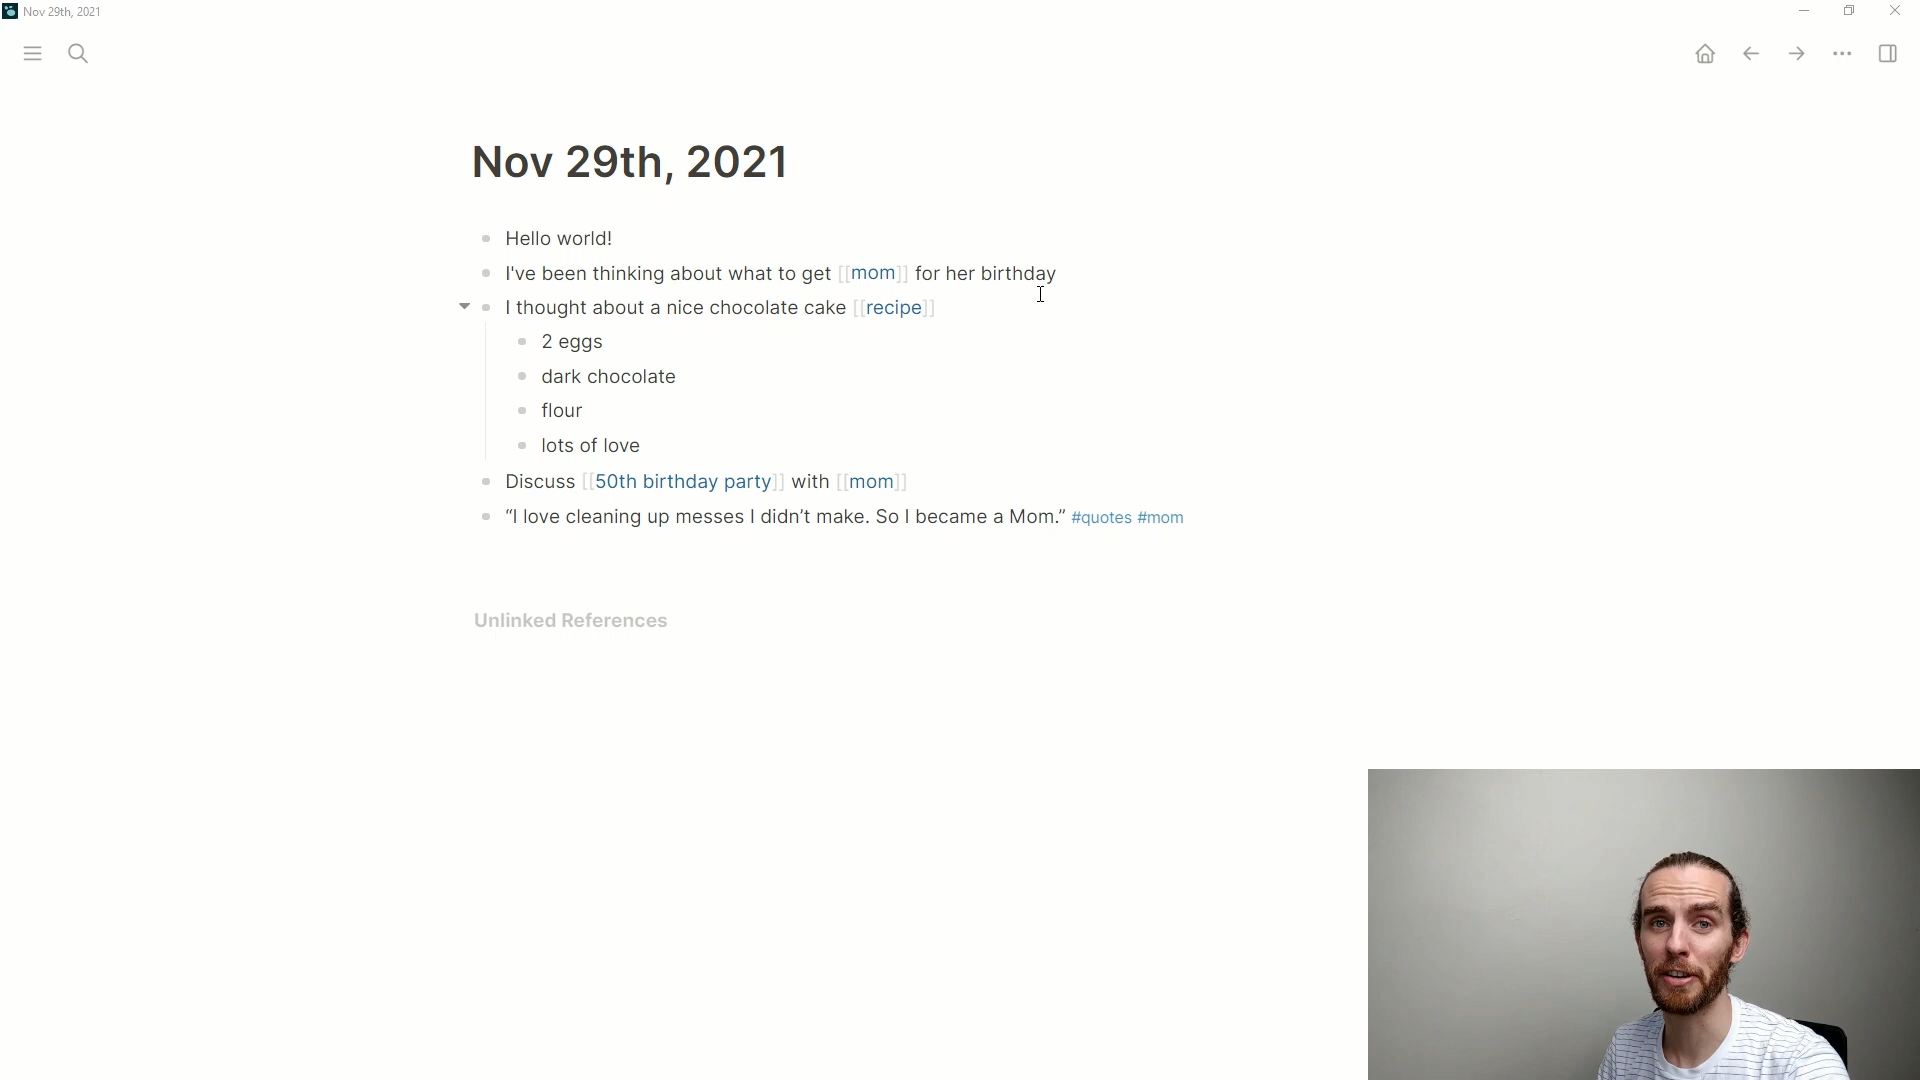 Nov 29th, 2021
Nov 29th, 2021
Hello world!
I've been thinking about what to get [[mom]] for her birthday
I thought about a nice chocolate cake [[recipe]]
2 eggs
dark chocolate
flour
lots of love
Discuss [[50th birthday party]] with [[mom]]
“I love cleaning up messes I didn’t make. So I became a Mom.” #quotes #mom
Unlinked References